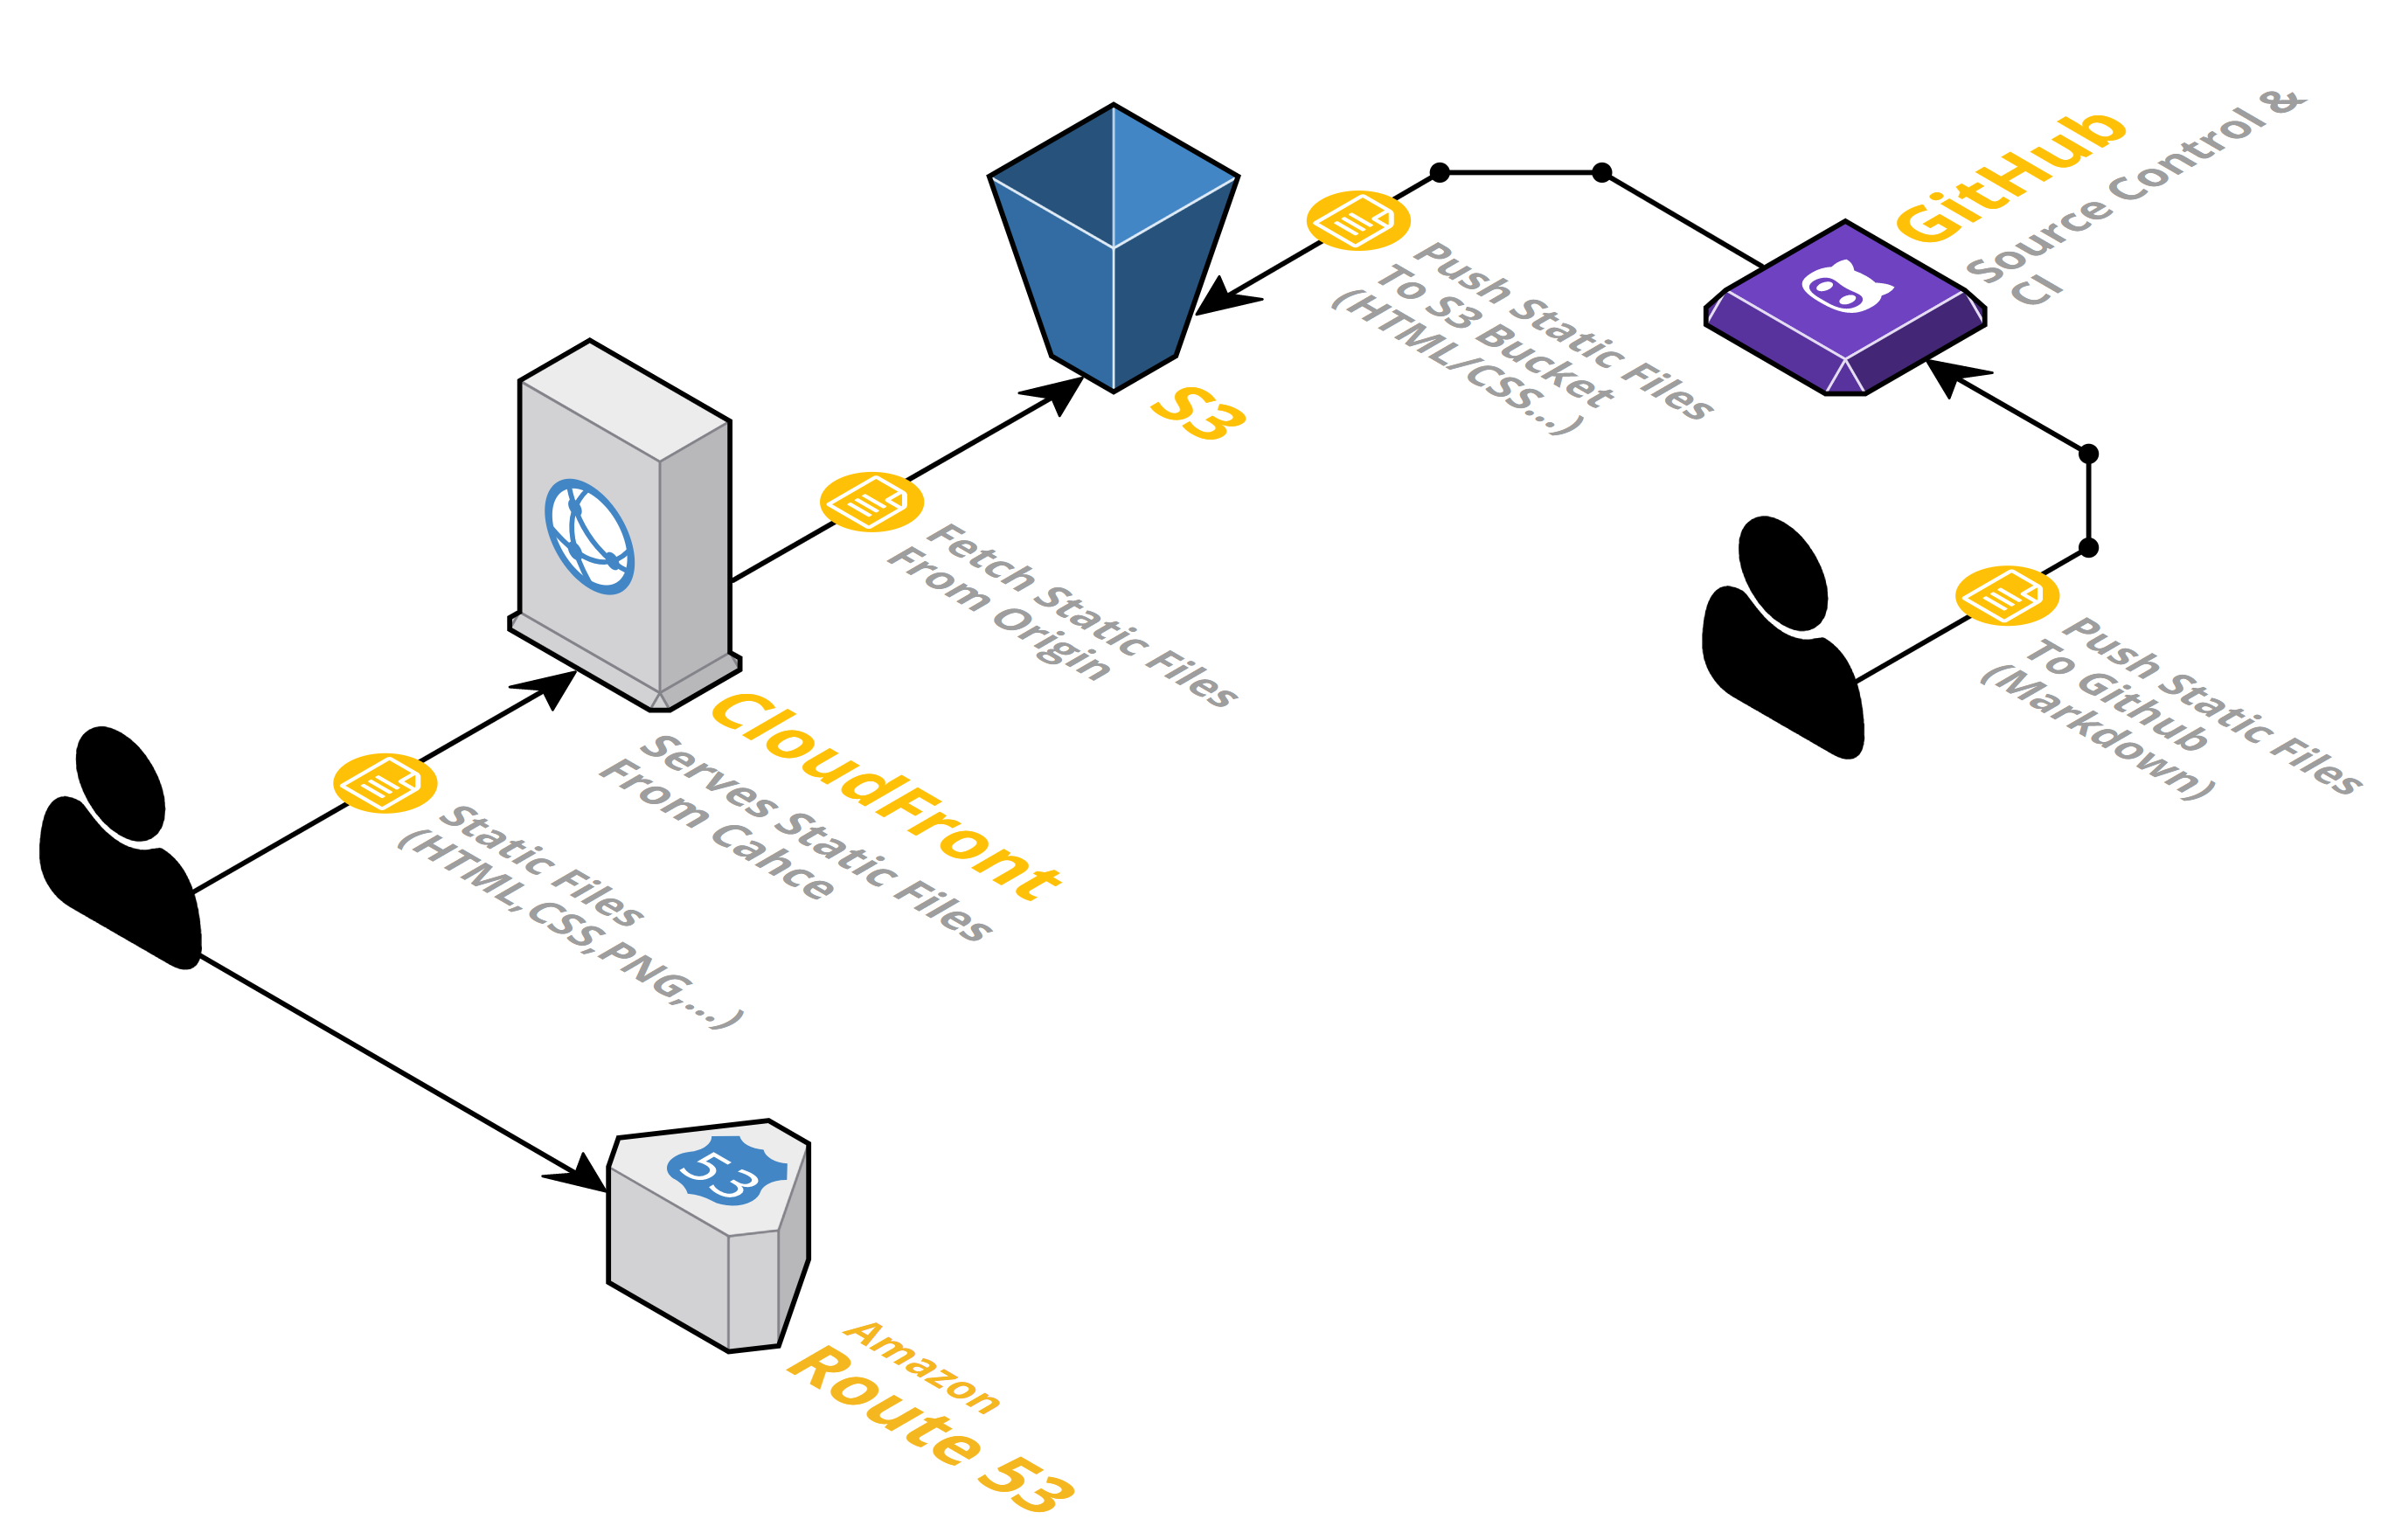 GitHub
Source Control &
CI
Push Static Files
To S3 Bucket
(HTML/CSS...)
S3
Fetch Static Files
From Origin
Push Static Files
To Github
(Markdown)
CloudFront
Serves Static Files
From Cahce
Static Files
(HTML,CSS,PNG,...)
53
Amazon
Route 53